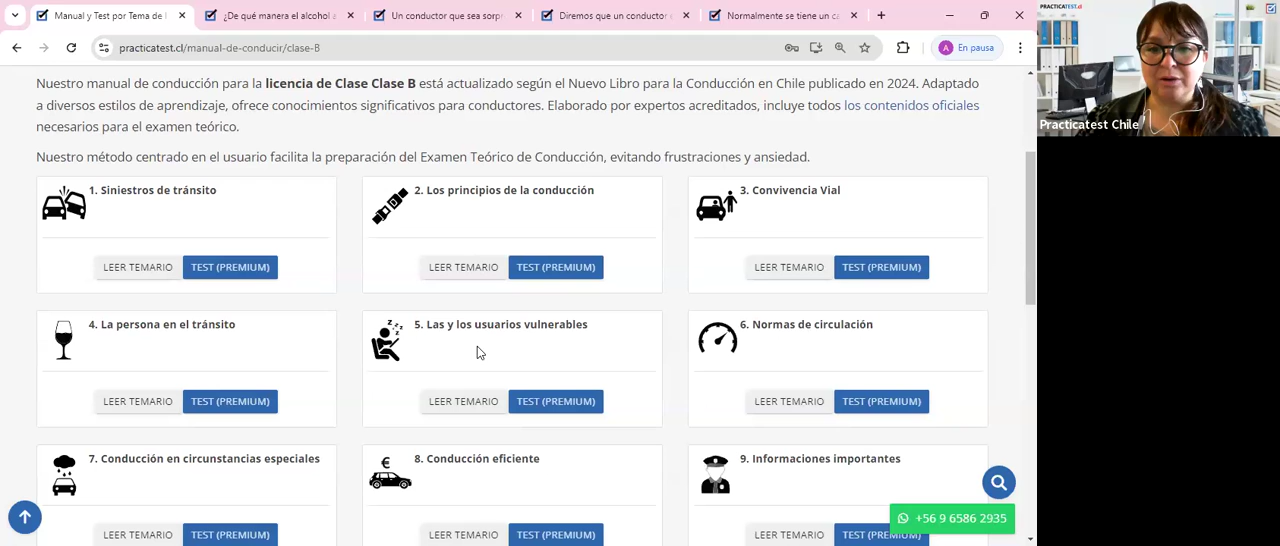 Manual y Test por Tema de l
¿De qué manera el alcohol a
Un conductor que sea sorpr
Diremos que un conductor e
Normalmente se tiene un ca
practicatest.cl/manual-de-conducir/clase-B
A
En pausa
PRACTICATEST.cl
Practicatest Chile
Nuestro manual de conducción para la licencia de Clase Clase B está según el Nuevo Libro para la Conducción en Chile publicado en 2024. Adaptado
a diversos estilos de aprendizaje, ofrece conocimientos significativos para conductores. Elaborado por expertos acreditados, incluye todos los contenidos oficiales
necesarios para el examen teórico.
Nuestro método centrado en el usuario facilita la preparación del Examen Teórico de Conducción, evitando frustraciones y ansiedad.
1. Siniestros de tránsito
LEER TEMARIO TEST (PREMIUM)
2. Los principios de la conducción
LEER TEMARIO TEST (PREMIUM)
3. Convivencia Vial
LEER TEMARIO TEST (PREMIUM)
4. La persona en el tránsito
LEER TEMARIO TEST (PREMIUM)
5. Las y los usuarios vulnerables
z z z
LEER TEMARIO TEST (PREMIUM)
6. Normas de circulación
LEER TEMARIO TEST (PREMIUM)
7. Conducción en circunstancias especiales
LEER TEMARIO TEST (PREMIUM)
8. Conducción eficiente
€
LEER TEMARIO TEST (PREMIUM)
9. Informaciones importantes
LEER TEMARIO TEST (PREMIUM)
+56 9 6586 2935